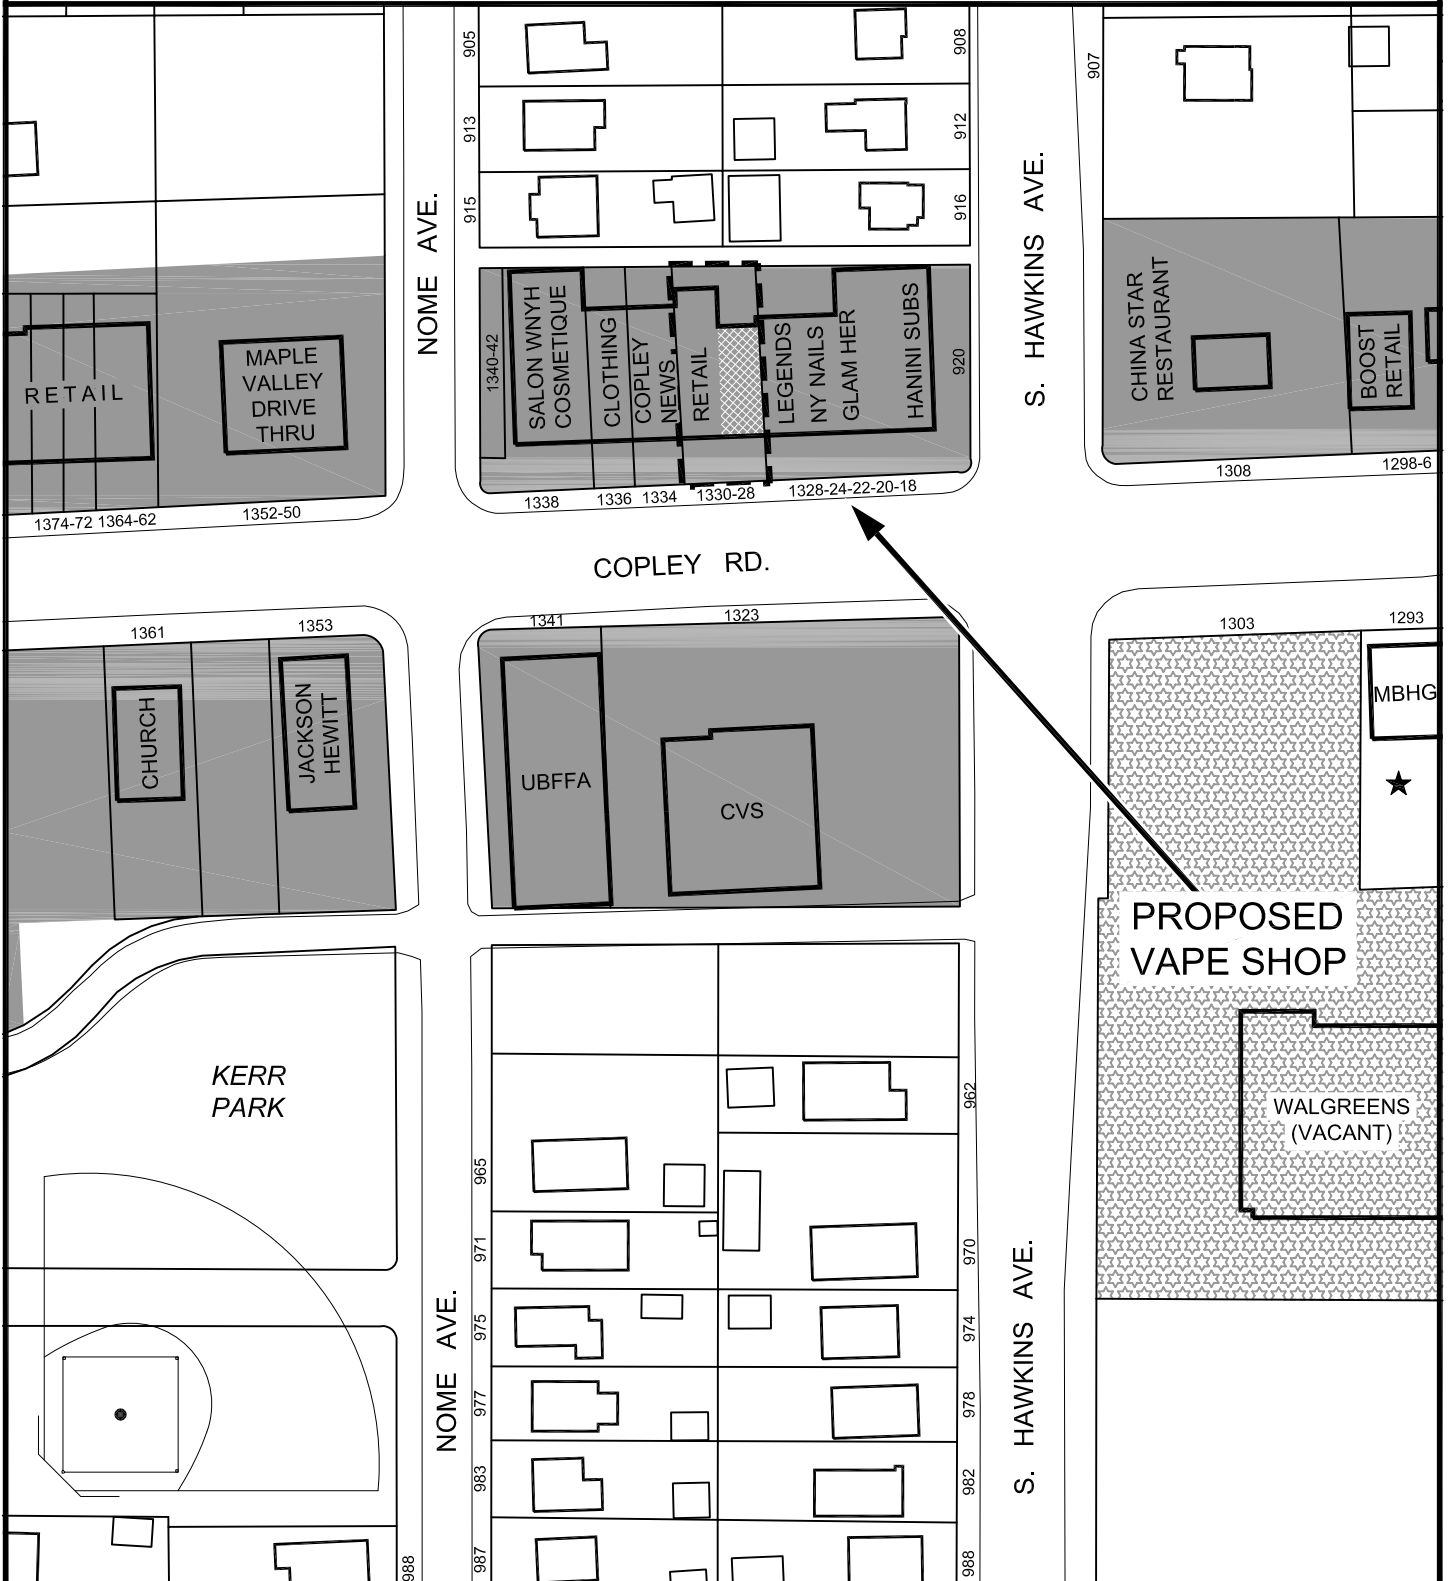 905
908
907
913
912
915
916
NOME AVE.
S. HAWKINS AVE.
RETAIL
MAPLE
VALLEY
DRIVE
THRU
1340-42
SALON WNYH
COSMETIQUE
CLOTHING
COPLEY
NEWS
RETAIL
LEGENDS
NY NAILS
GLAM HER
HANINI SUBS
920
CHINA STAR
RESTAURANT
BOOST
RETAIL
1374-72
1364-62
1352-50
1338
1336
1334
1330-28
1328-24-22-20-18
1308
1298-6
COPLEY RD.
1361
1353
1341
1323
1303
1293
CHURCH
JACKSON
HEWITT
UBFFA
CVS
MBHG
PROPOSED
VAPE SHOP
KERR
PARK
WALGREENS
(VACANT)
962
965
971
970
NOME AVE.
S. HAWKINS AVE.
975
974
977
978
983
982
988
987
988